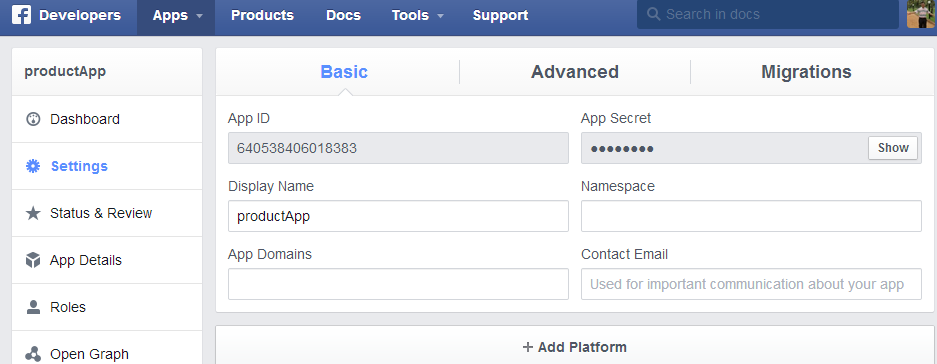 Developers Apps Products Docs Tools Support Search in docs
productApp
Dashboard
Settings
Status & Review
App Details
Roles
Open Graph
Basic Advanced Migrations
App ID App Secret
640538406018383 •••••••• Show
Display Name Namespace
productApp
App Domains Contact Email
Used for important communication about your app
+ Add Platform